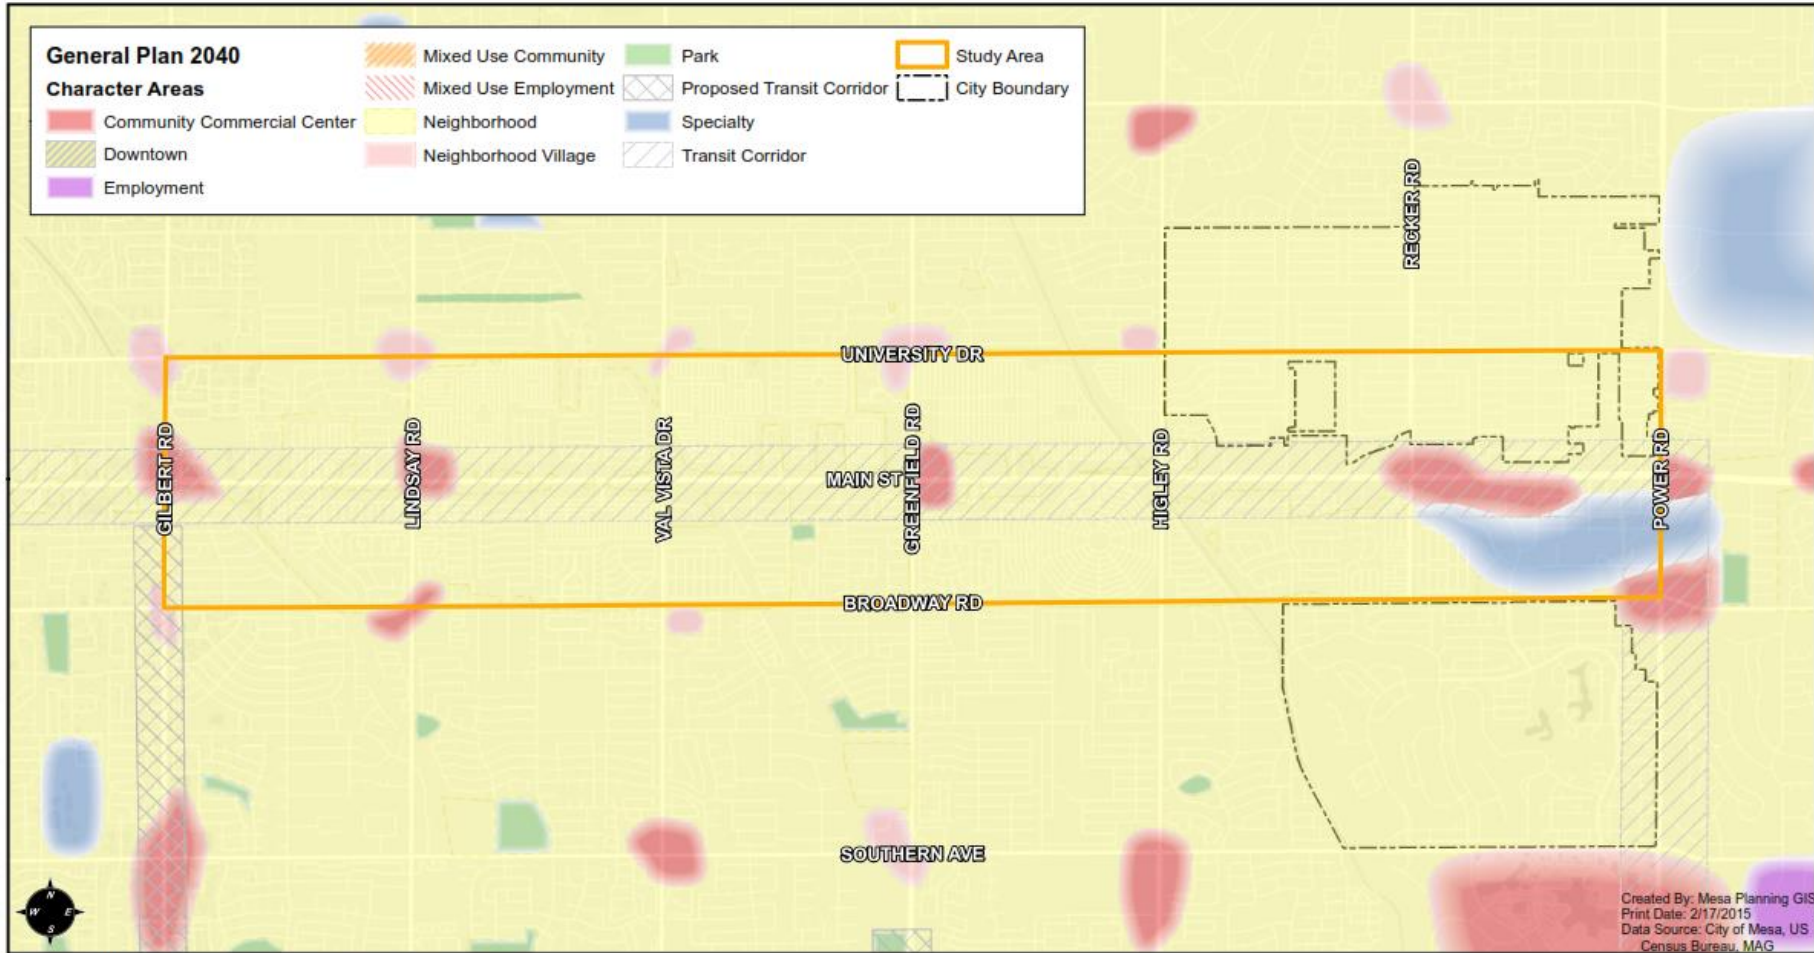 General Plan 2040
Character Areas
Community Commercial Center
Downtown
Employment
Mixed Use Community
Mixed Use Employment
Neighborhood
Neighborhood Village
Park
Proposed Transit Corridor
Specialty
Transit Corridor
Study Area
City Boundary
RECKER RD
UNIVERSITY DR
GILBERT RD
LINDSAY RD
VAL VISTA DR
MAIN ST
GREENFIELD RD
HIGLEY RD
POWER RD
BROADWAY RD
SOUTHERN AVE
N
W E
S
Created By: Mesa Planning GIS
Print Date: 2/17/2015
Data Source: City of Mesa, US
Census Bureau, MAG